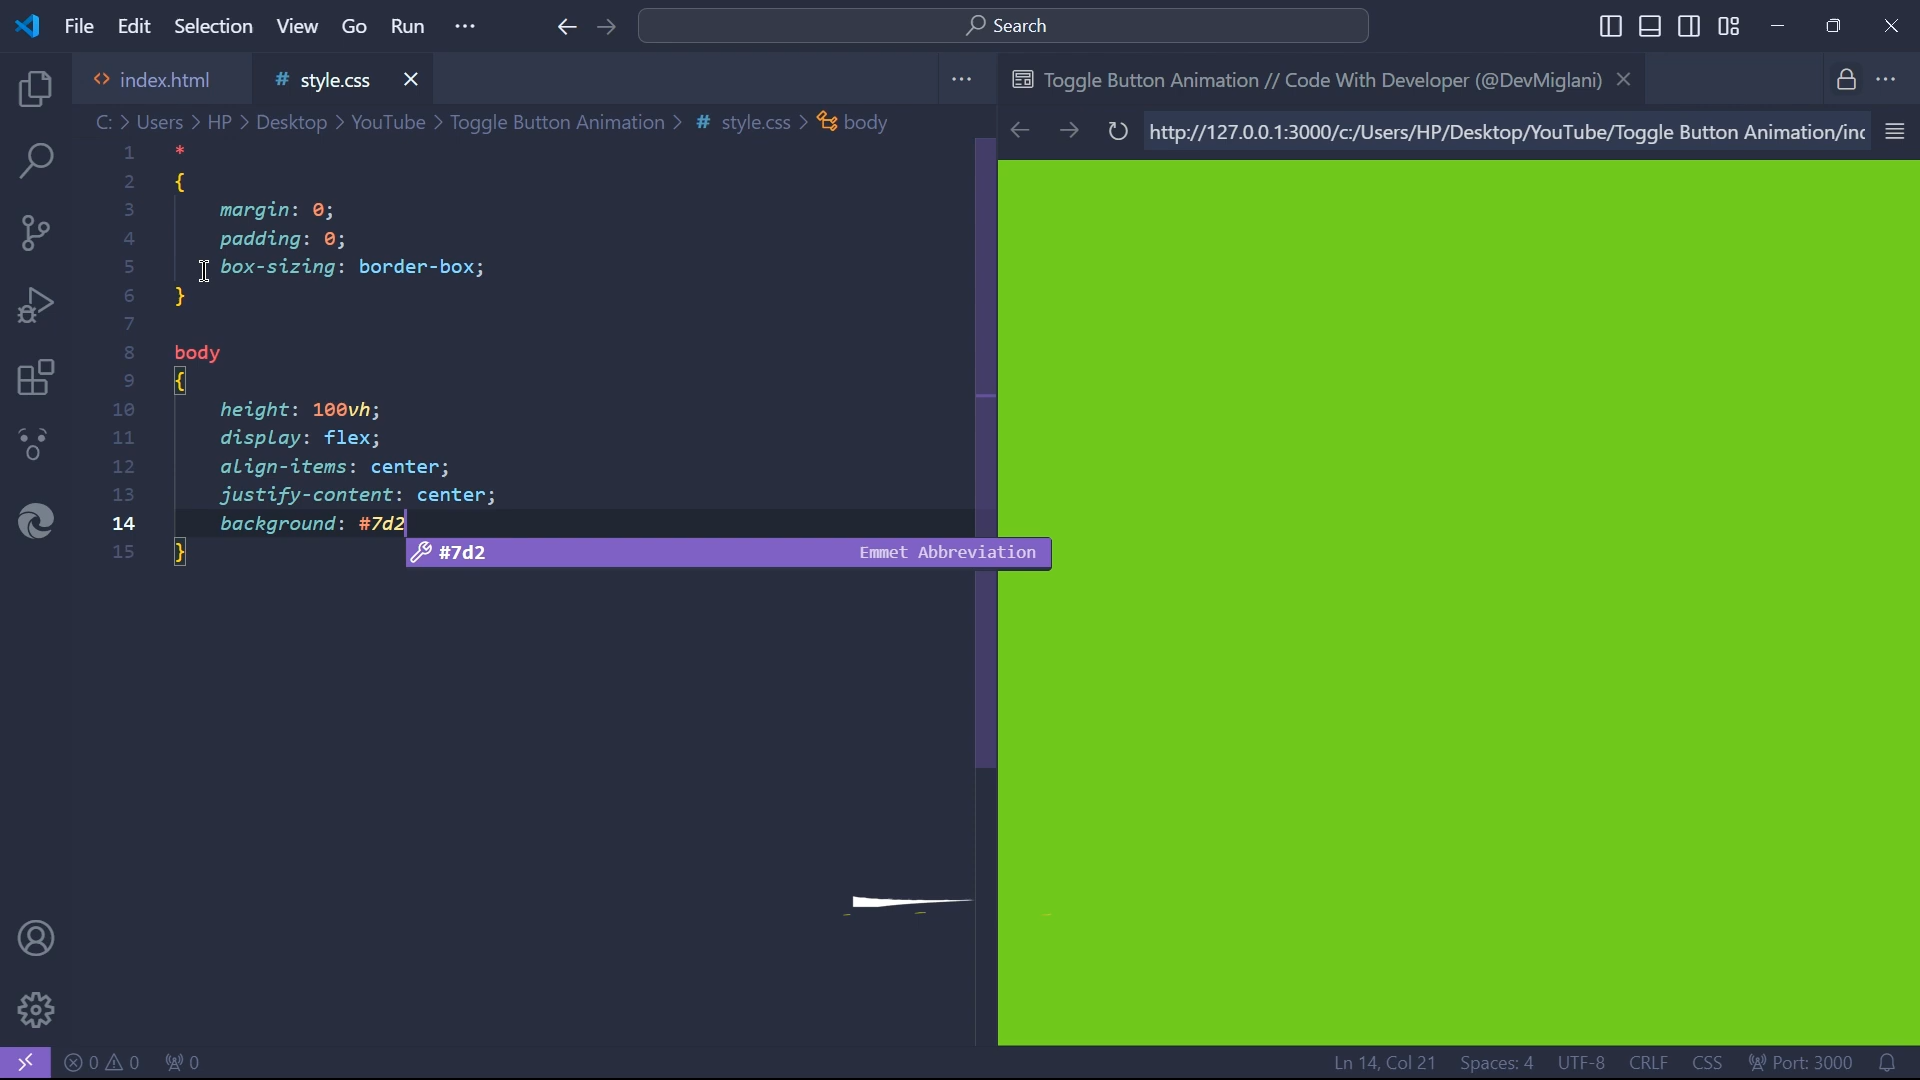 File Edit Selection View Go Run ···
Search
index.html
# style.css
Toggle Button Animation // Code With Developer (@DevMiglani)
C: > Users > HP > Desktop > YouTube > Toggle Button Animation > # style.css > body
http://127.0.0.1:3000/c:/Users/HP/Desktop/YouTube/Toggle Button Animation/inc
1 *
2 {
3 margin: 0;
4 padding: 0;
5 box-sizing: border-box;
6 }
7
8 body
9 {
10 height: 100vh;
11 display: flex;
12 align-items: center;
13 justify-content: center;
14 background: #7d2
15 }
#7d2 Emmet Abbreviation
0 0 0
Ln 14, Col 21 Spaces: 4 UTF-8 CRLF CSS Port: 3000